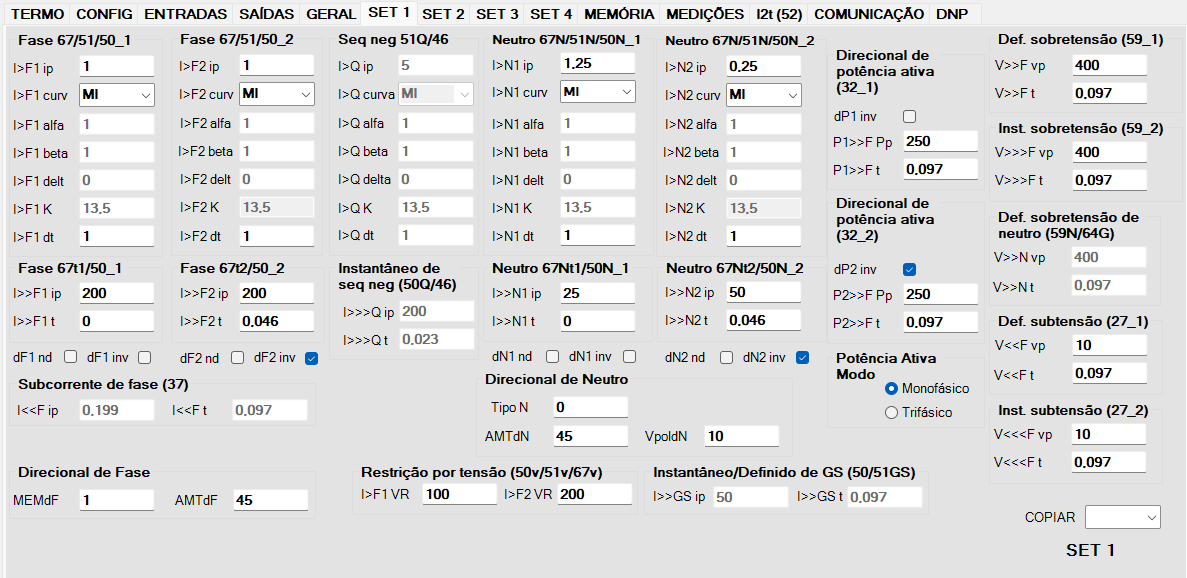 TERMO CONFIG ENTRADAS SAÍDAS GERAL SET 1 SET 2 SET 3 SET 4 MEMÓRIA MEDIÇÕES I2t (52) COMUNICAÇÃO DNP
Fase 67/51/50_1
I>F1 ip 1
I>F1 curv MI
I>F1 alfa 1
I>F1 beta 1
I>F1 delt 0
I>F1 K 13.5
I>F1 dt 1
Fase 67/51/50_2
I>F2 ip 1
I>F2 curv MI
I>F2 alfa 1
I>F2 beta 1
I>F2 delt 0
I>F2 K 13.5
I>F2 dt 1
Seq neg 51Q/46
I>Q ip 5
I>Q curva MI
I>Q alfa 1
I>Q beta 1
I>Q delta 0
I>Q K 13.5
I>Q dt 1
Neutro 67N/51N/50N_1
I>N1 ip 1.25
I>N1 curv MI
I>N1 alfa 1
I>N1 beta 1
I>N1 delt 0
I>N1 K 13.5
I>N1 dt 1
Neutro 67N/51N/50N_2
I>N2 ip 0.25
I>N2 curv MI
I>N2 alfa 1
I>N2 beta 1
I>N2 delt 0
I>N2 K 13.5
I>N2 dt 1
Fase 67t1/50_1
I>>F1 ip 200
I>>F1 t 0
dF1 nd dF1 inv
Fase 67t2/50_2
I>>F2 ip 200
I>>F2 t 0.046
dF2 nd dF2 inv
Instantâneo de
seq neg (50Q/46)
I>>>Q ip 200
I>>>Q t 0.023
Neutro 67Nt1/50N_1
I>>N1 ip 25
I>>N1 t 0
dN1 nd dN1 inv
Neutro 67Nt2/50N_2
I>>N2 ip 50
I>>N2 t 0.046
dN2 nd dN2 inv
Subcorrente de fase (37)
I<<F ip 0.199 I<<F t 0.097
Direcional de Neutro
Tipo N 0
AMTdN 45 VpoldN 10
Direcional de Fase
MEMdF 1 AMTdF 45
Restrição por tensão (50v/51v/67v)
I>F1 VR 100 I>F2 VR 200
Instantâneo/Definido de GS (50/51GS)
I>>GS ip 50 I>>GS t 0.097
Direcional de
potência ativa
(32_1)
dP1 inv
P1>>F Pp 250
P1>>F t 0.097
Direcional de
potência ativa
(32_2)
dP2 inv
P2>>F Pp 250
P2>>F t 0.097
Potência Ativa
Modo
Monofásico
Trifásico
Def. sobretensão (59_1)
V>>F vp 400
V>>F t 0.097
Inst. sobretensão (59_2)
V>>>F vp 400
V>>>F t 0.097
Def. sobretensão de
neutro (59N/64G)
V>>N vp 400
V>>N t 0.097
Def. subtensão (27_1)
V<<F vp 10
V<<F t 0.097
Inst. subtensão (27_2)
V<<<F vp 10
V<<<F t 0.097
COPIAR
SET 1